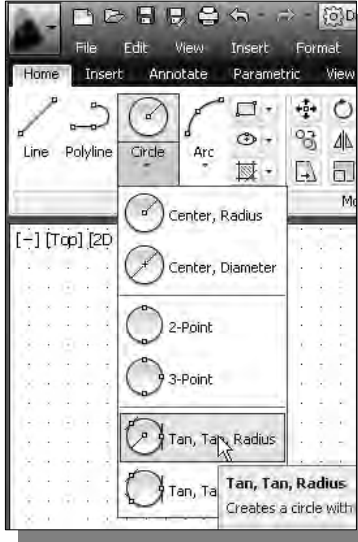 D
File Edit View Insert Format
Home Insert Annotate Parametric View
Line Polyline Circle Arc
[-] [Top] [2D
Center, Radius
Center, Diameter
2-Point
3-Point
Tan, Tan, Radius
Tan, Ta
Tan, Tan, Radius
Creates a circle with